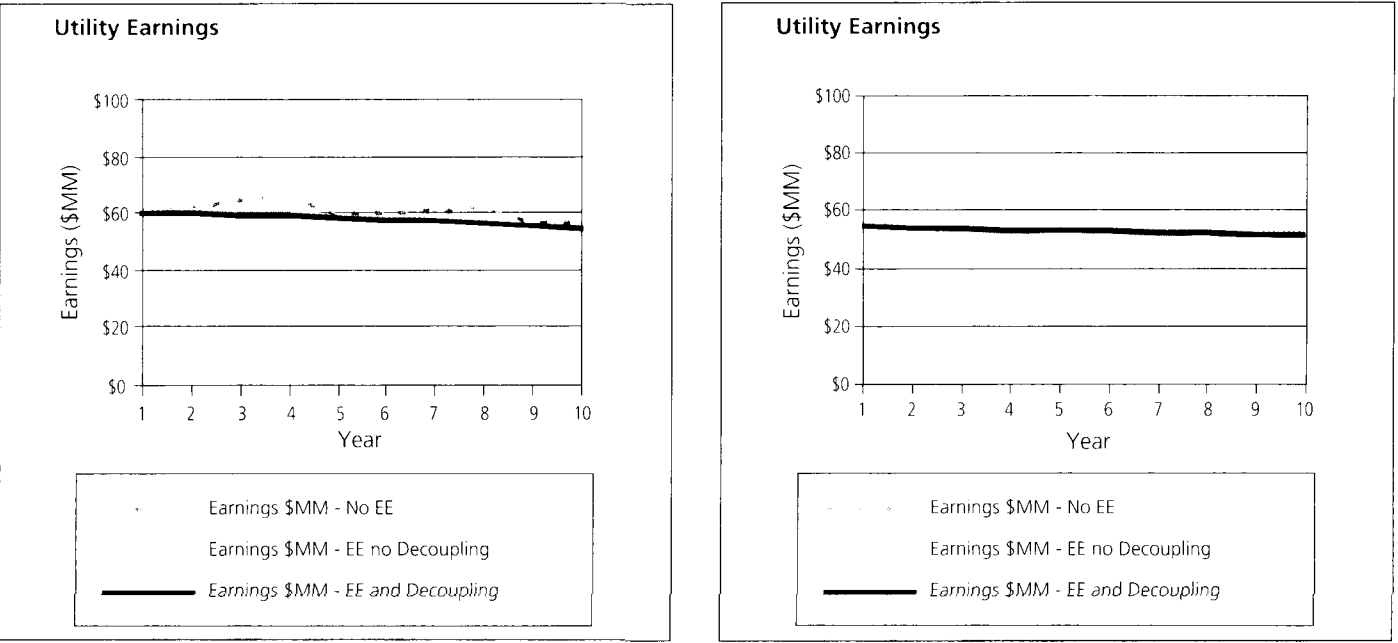 Utility Earnings
$100
$80
$60
$40
$20
$0
Earnings ($MM)
1 2 3 4 5 6 7 8 9 10
Year
Earnings $MM - No EE
Earnings $MM - EE no Decoupling
Earnings $MM - EE and Decoupling
Utility Earnings
$100
$80
$60
$40
$20
$0
Earnings ($MM)
1 2 3 4 5 6 7 8 9 10
Year
Earnings $MM - No EE
Earnings $MM - EE no Decoupling
Earnings $MM - EE and Decoupling